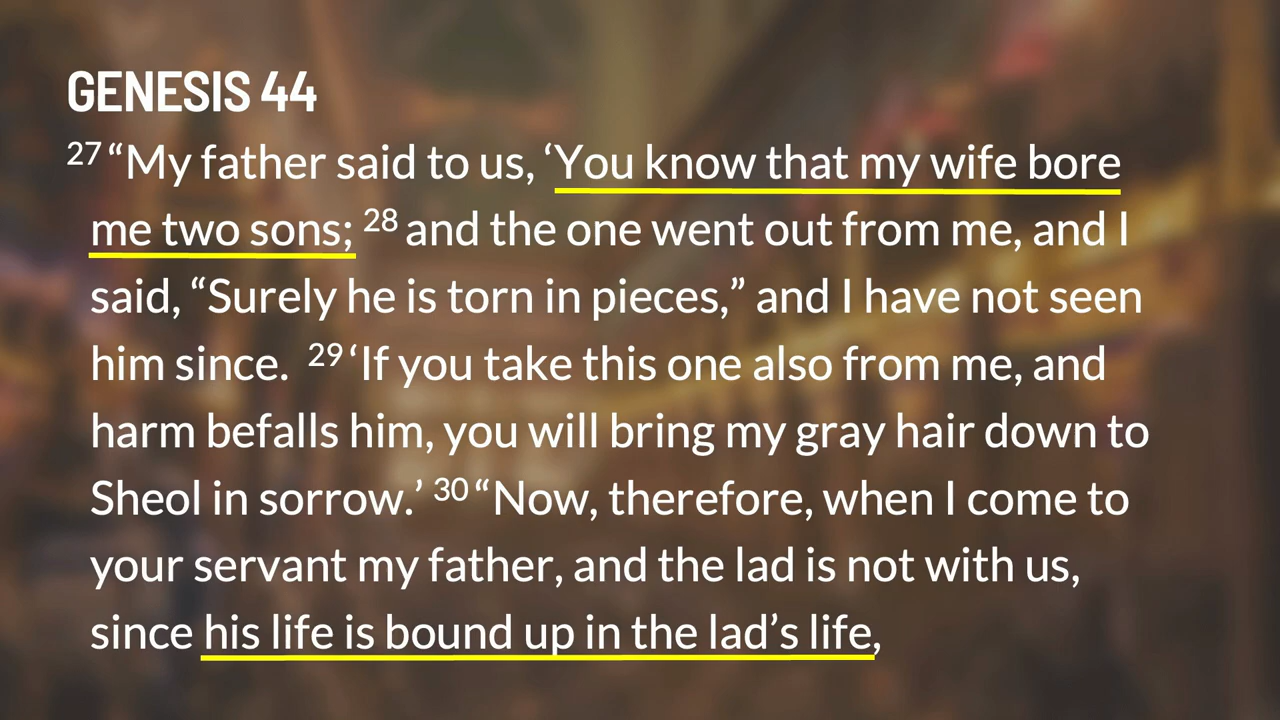 GENESIS 44
27 “My father said to us, ‘You know that my wife bore
me two sons; 28 and the one went out from me, and I
said, “Surely he is torn in pieces,” and I have not seen
him since. 29 ‘If you take this one also from me, and
harm befalls him, you will bring my gray hair down to
Sheol in sorrow.’ 30 “Now, therefore, when I come to
your servant my father, and the lad is not with us,
since his life is bound up in the lad’s life,